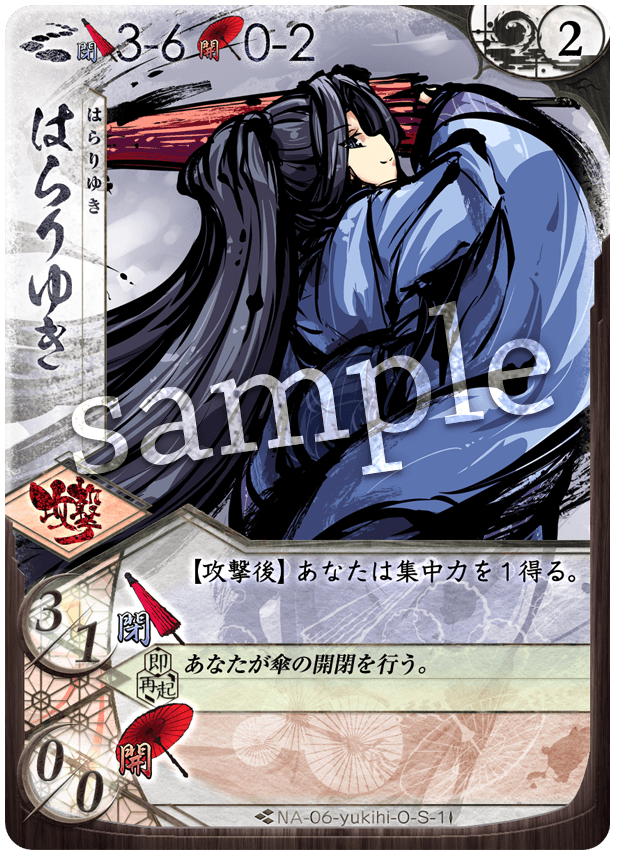 閉 3-6 開 0-2
2
はらりゆき
はらりゆき
sample
攻撃
【攻撃後】あなたは集中力を1得る。
3/1
閉
即再起
あなたが傘の開閉を行う。
0/0
開
NA-06-yukihi-O-S-1